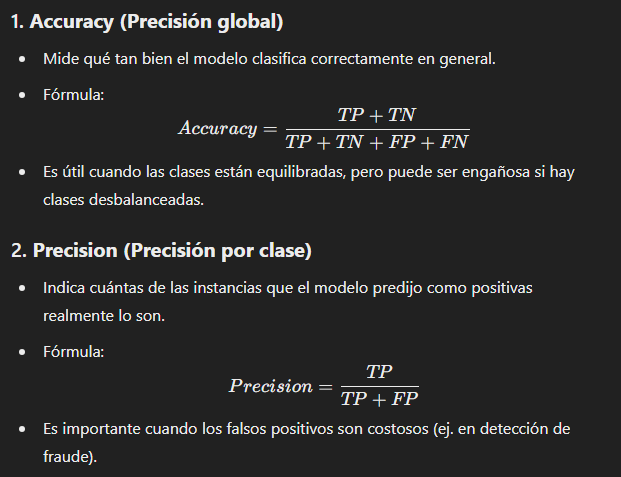 1. Accuracy (Precisión global)
• Mide qué tan bien el modelo clasifica correctamente en general.
• Fórmula:
Accuracy = \frac{TP + TN}{TP + TN + FP + FN}
• Es útil cuando las clases están equilibradas, pero puede ser engañosa si hay
clases desbalanceadas.
2. Precision (Precisión por clase)
• Indica cuántas de las instancias que el modelo predijo como positivas
realmente lo son.
• Fórmula:
Precision = \frac{TP}{TP + FP}
• Es importante cuando los falsos positivos son costosos (ej. en detección de
fraude).